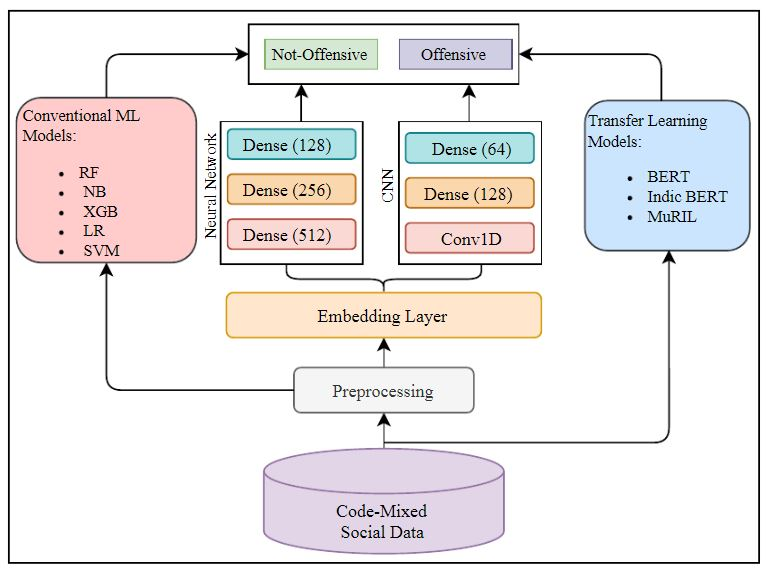 Not-Offensive
Offensive
Conventional ML
Models:
• RF
• NB
• XGB
• LR
• SVM
Neural Network
Dense (128)
Dense (256)
Dense (512)
CNN
Dense (64)
Dense (128)
Conv1D
Transfer Learning
Models:
• BERT
• Indic BERT
• MuRIL
Embedding Layer
Preprocessing
Code-Mixed
Social Data